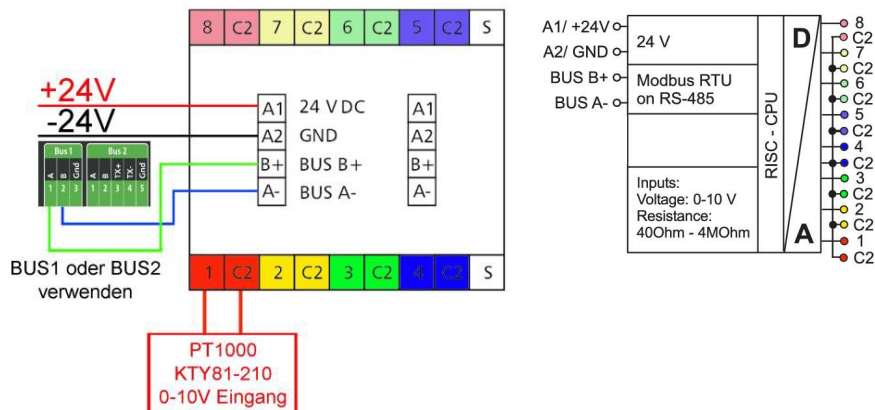 8 C2 7 C2 6 C2 5 C2 S
+24V
-24V
A1 24 V DC A1
A2 GND A2
B+ BUS B+ B+
A- BUS A- A-
Bus 1 Bus 2
A B Gnd A B TX+ TX- Gnd
1 2 3 1 2 3 4 5
BUS1 oder BUS2
verwenden
1 C2 2 C2 3 C2 4 C2 S
PT1000
KTY81-210
0-10V Eingang
A1/ +24V
A2/ GND
BUS B+
BUS A-
24 V
Modbus RTU
on RS-485
Inputs:
Voltage: 0-10 V
Resistance:
40Ohm - 4MOhm
RISC - CPU
D
A
8
C2
7
C2
6
C2
5
C2
4
C2
3
C2
2
C2
1
C2